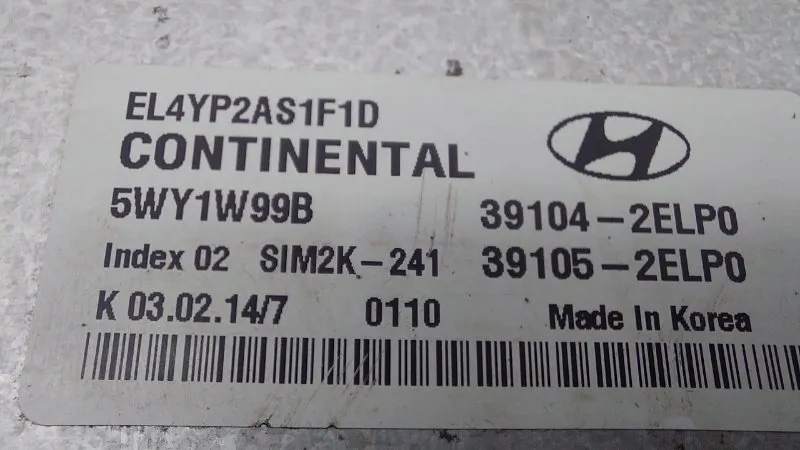 EL4YP2AS1F1D
CONTINENTAL
5WY1W99B 39104-2ELP0
Index 02 SIM2K-241 39105-2ELP0
K 03.02.14/7 0110 Made In Korea